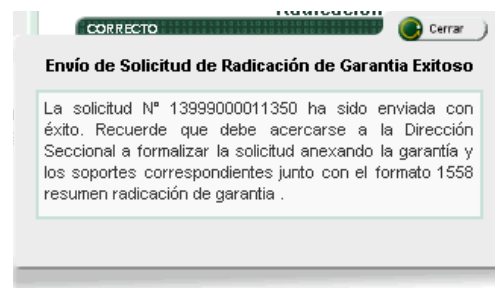 CORRECTO
Cerrar
Envío de Solicitud de Radicación de Garantia Exitoso
La solicitud N° 13999000011350 ha sido enviada con
éxito. Recuerde que debe acercarse a la Dirección
Seccional a formalizar la solicitud anexando la garantía y
los soportes correspondientes junto con el formato 1558
resumen radicación de garantia .